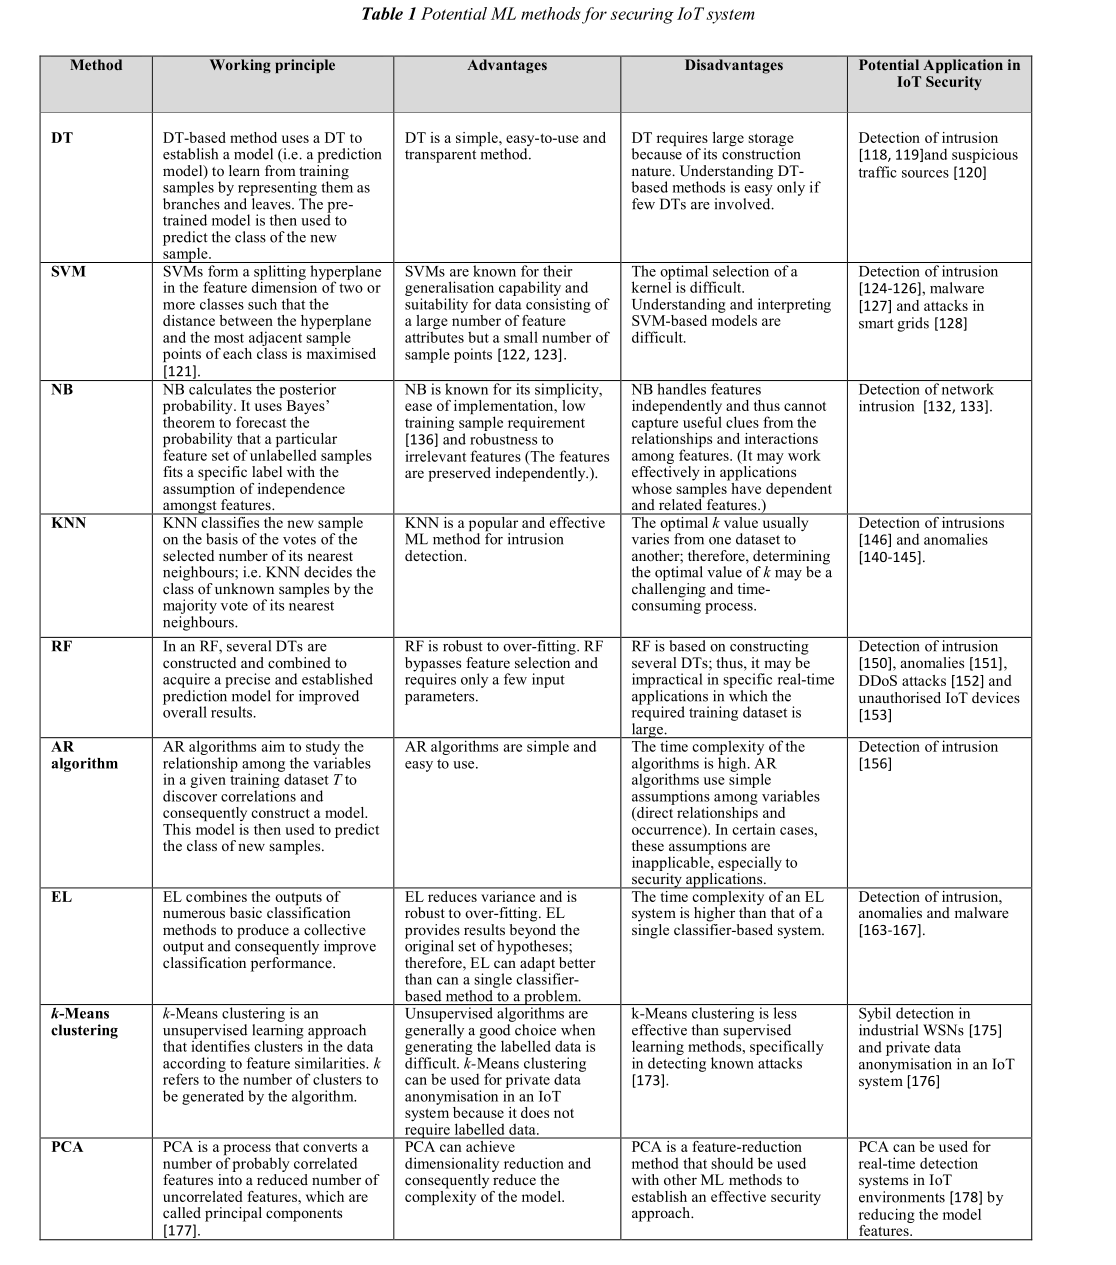 Table 1 Potential ML methods for securing IoT system
Method
Working principle
Advantages
Disadvantages
Potential Application in
IoT Security
DT
DT-based method uses a DT to
establish a model (i.e. a prediction
model) to learn from training
samples by representing them as
branches and leaves. The pre-
trained model is then used to
predict the class of the new
sample.
DT is a simple, easy-to-use and
transparent method.
DT requires large storage
because of its construction
nature. Understanding DT-
based methods is easy only if
few DTs are involved.
Detection of intrusion
[118, 119]and suspicious
traffic sources [120]
SVM
SVMs form a splitting hyperplane
in the feature dimension of two or
more classes such that the
distance between the hyperplane
and the most adjacent sample
points of each class is maximised
[121].
SVMs are known for their
generalisation capability and
suitability for data consisting of
a large number of feature
attributes but a small number of
sample points [122, 123].
The optimal selection of a
kernel is difficult.
Understanding and interpreting
SVM-based models are
difficult.
Detection of intrusion
[124-126], malware
[127] and attacks in
smart grids [128]
NB
NB calculates the posterior
probability. It uses Bayes’
theorem to forecast the
probability that a particular
feature set of unlabelled samples
fits a specific label with the
assumption of independence
amongst features.
NB is known for its simplicity,
ease of implementation, low
training sample requirement
[136] and robustness to
irrelevant features (The features
are preserved independently.).
NB handles features
independently and thus cannot
capture useful clues from the
relationships and interactions
among features. (It may work
effectively in applications
whose samples have dependent
and related features.)
Detection of network
intrusion [132, 133].
KNN
KNN classifies the new sample
on the basis of the votes of the
selected number of its nearest
neighbours; i.e. KNN decides the
class of unknown samples by the
majority vote of its nearest
neighbours.
KNN is a popular and effective
ML method for intrusion
detection.
The optimal k value usually
varies from one dataset to
another; therefore, determining
the optimal value of k may be a
challenging and time-
consuming process.
Detection of intrusions
[146] and anomalies
[140-145].
RF
In an RF, several DTs are
constructed and combined to
acquire a precise and established
prediction model for improved
overall results.
RF is robust to over-fitting. RF
bypasses feature selection and
requires only a few input
parameters.
RF is based on constructing
several DTs; thus, it may be
impractical in specific real-time
applications in which the
required training dataset is
large.
Detection of intrusion
[150], anomalies [151],
DDoS attacks [152] and
unauthorised IoT devices
[153]
AR
algorithm
AR algorithms aim to study the
relationship among the variables
in a given training dataset T to
discover correlations and
consequently construct a model.
This model is then used to predict
the class of new samples.
AR algorithms are simple and
easy to use.
The time complexity of the
algorithms is high. AR
algorithms use simple
assumptions among variables
(direct relationships and
occurrence). In certain cases,
these assumptions are
inapplicable, especially to
security applications.
Detection of intrusion
[156]
EL
EL combines the outputs of
numerous basic classification
methods to produce a collective
output and consequently improve
classification performance.
EL reduces variance and is
robust to over-fitting. EL
provides results beyond the
original set of hypotheses;
therefore, EL can adapt better
than can a single classifier-
based method to a problem.
The time complexity of an EL
system is higher than that of a
single classifier-based system.
Detection of intrusion,
anomalies and malware
[163-167].
k-Means
clustering
k-Means clustering is an
unsupervised learning approach
that identifies clusters in the data
according to feature similarities. k
refers to the number of clusters to
be generated by the algorithm.
Unsupervised algorithms are
generally a good choice when
generating the labelled data is
difficult. k-Means clustering
can be used for private data
anonymisation in an IoT
system because it does not
require labelled data.
k-Means clustering is less
effective than supervised
learning methods, specifically
in detecting known attacks
[173].
Sybil detection in
industrial WSNs [175]
and private data
anonymisation in an IoT
system [176]
PCA
PCA is a process that converts a
number of probably correlated
features into a reduced number of
uncorrelated features, which are
called principal components
[177].
PCA can achieve
dimensionality reduction and
consequently reduce the
complexity of the model.
PCA is a feature-reduction
method that should be used
with other ML methods to
establish an effective security
approach.
PCA can be used for
real-time detection
systems in IoT
environments [178] by
reducing the model
features.